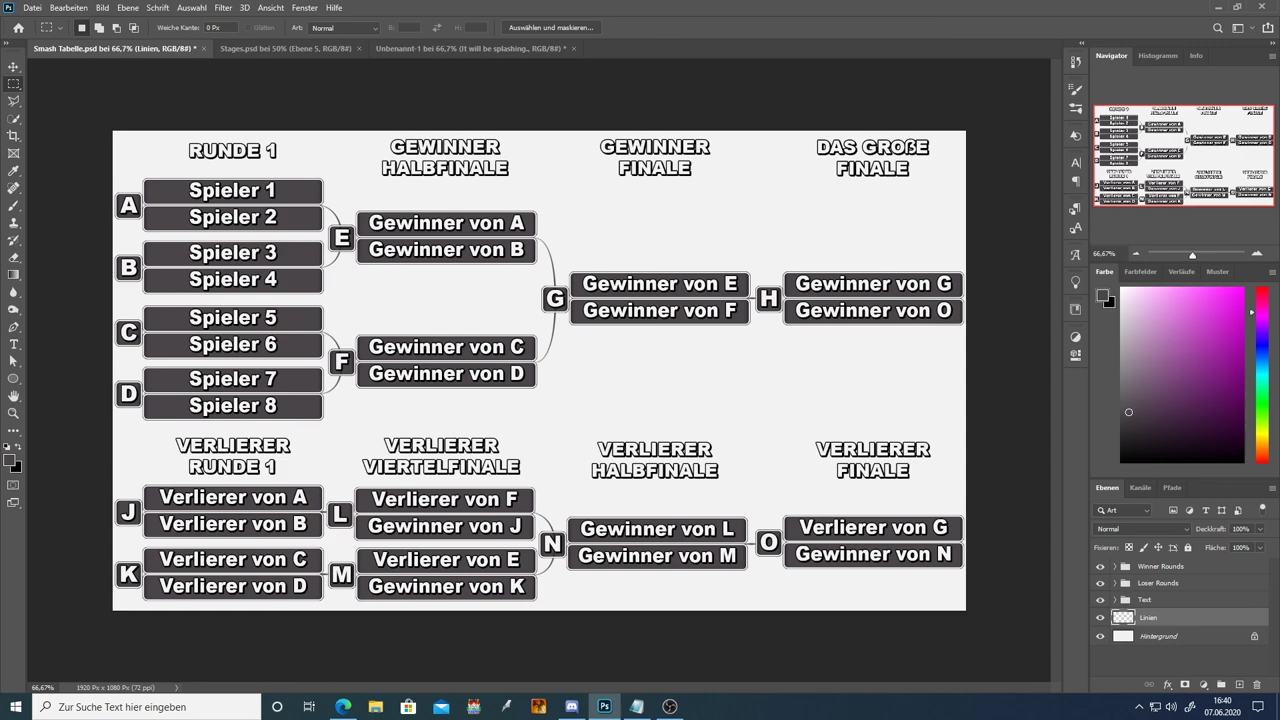 Datei Bearbeiten Bild Ebene Schrift Auswahl Filter 3D Ansicht Fenster Hilfe
Weiche Kante: 0 Px Glätten Art: Normal B: H: Auswählen und maskieren...
Smash Tabelle.psd bei 66,7% (Linien, RGB/8#) * Stages.psd bei 50% (Ebene 5, RGB/8#) * Unbenannt-1 bei 66,7% (It will be splashing., RGB/8#) *
Navigator Histogramm Info
RUNDE 1
GEWINNER
HALBFINALE
GEWINNER
FINALE
DAS GROßE
FINALE
A
Spieler 1
Spieler 2
B
Spieler 3
Spieler 4
C
Spieler 5
Spieler 6
D
Spieler 7
Spieler 8
E
Gewinner von A
Gewinner von B
F
Gewinner von C
Gewinner von D
G
Gewinner von E
Gewinner von F
H
Gewinner von G
Gewinner von O
VERLIERER
RUNDE 1
VERLIERER
VIERTELFINALE
VERLIERER
HALBFINALE
VERLIERER
FINALE
J
Verlierer von A
Verlierer von B
K
Verlierer von C
Verlierer von D
L
Verlierer von F
Gewinner von J
M
Verlierer von E
Gewinner von K
N
Gewinner von L
Gewinner von M
O
Verlierer von G
Gewinner von N
66,67%
Farbe Farbfelder Verläufe Muster
Ebenen Kanäle Pfade
Art
Normal Deckkraft: 100%
Fixieren: Fläche: 100%
Winner Rounds
Loser Rounds
Text
Linien
Hintergrund
66,67% 1920 Px x 1080 Px (72 ppi)
Zur Suche Text hier eingeben
16:40
07.06.2020